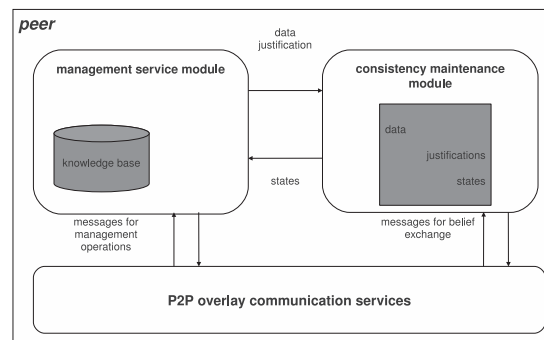 peer
data
justification
management service module
consistency maintenance
module
data
knowledge base
justifications
states
states
messages for
management
operations
messages for belief
exchange
P2P overlay communication services